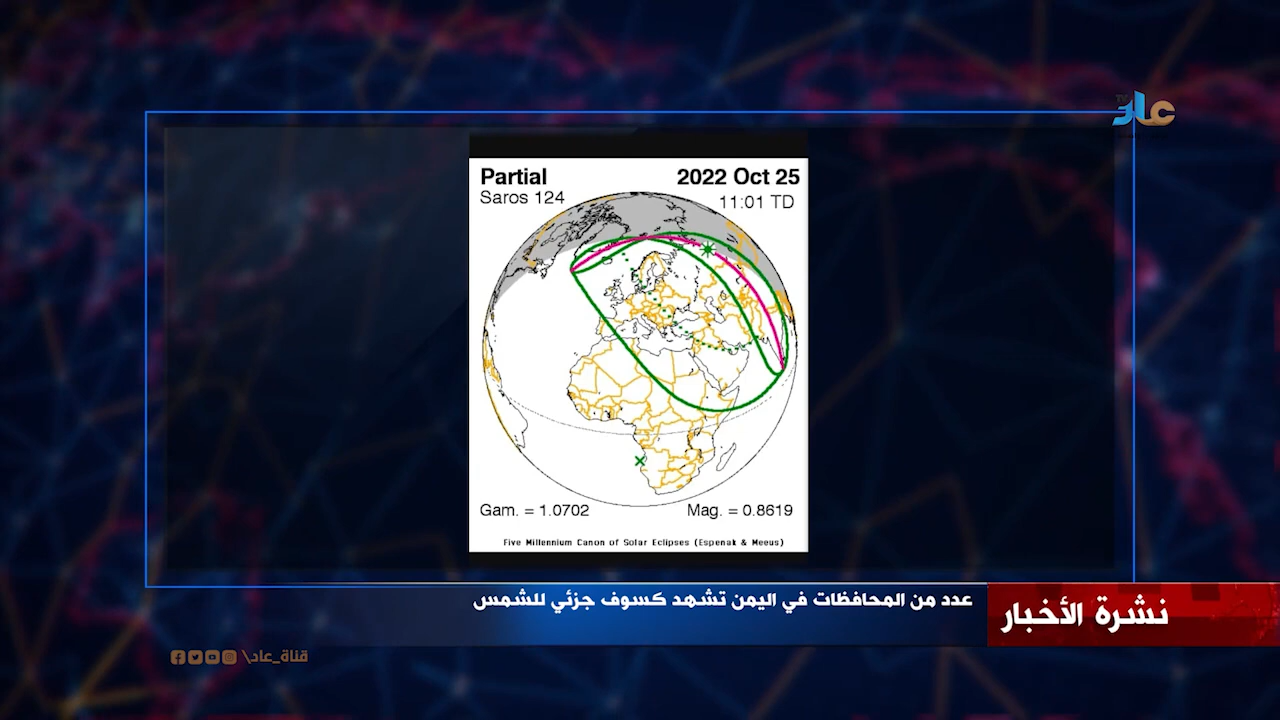 عاد
TV
Partial
2022 Oct 25
Saros 124
11:01 TD
Gam. = 1.0702
Mag. = 0.8619
Five Millennium Canon of Solar Eclipses (Espenak & Meeus)
نشرة الأخبار
عدد من المحافظات في اليمن تشهد كسوف جزئي للشمس
قناة_عاد\